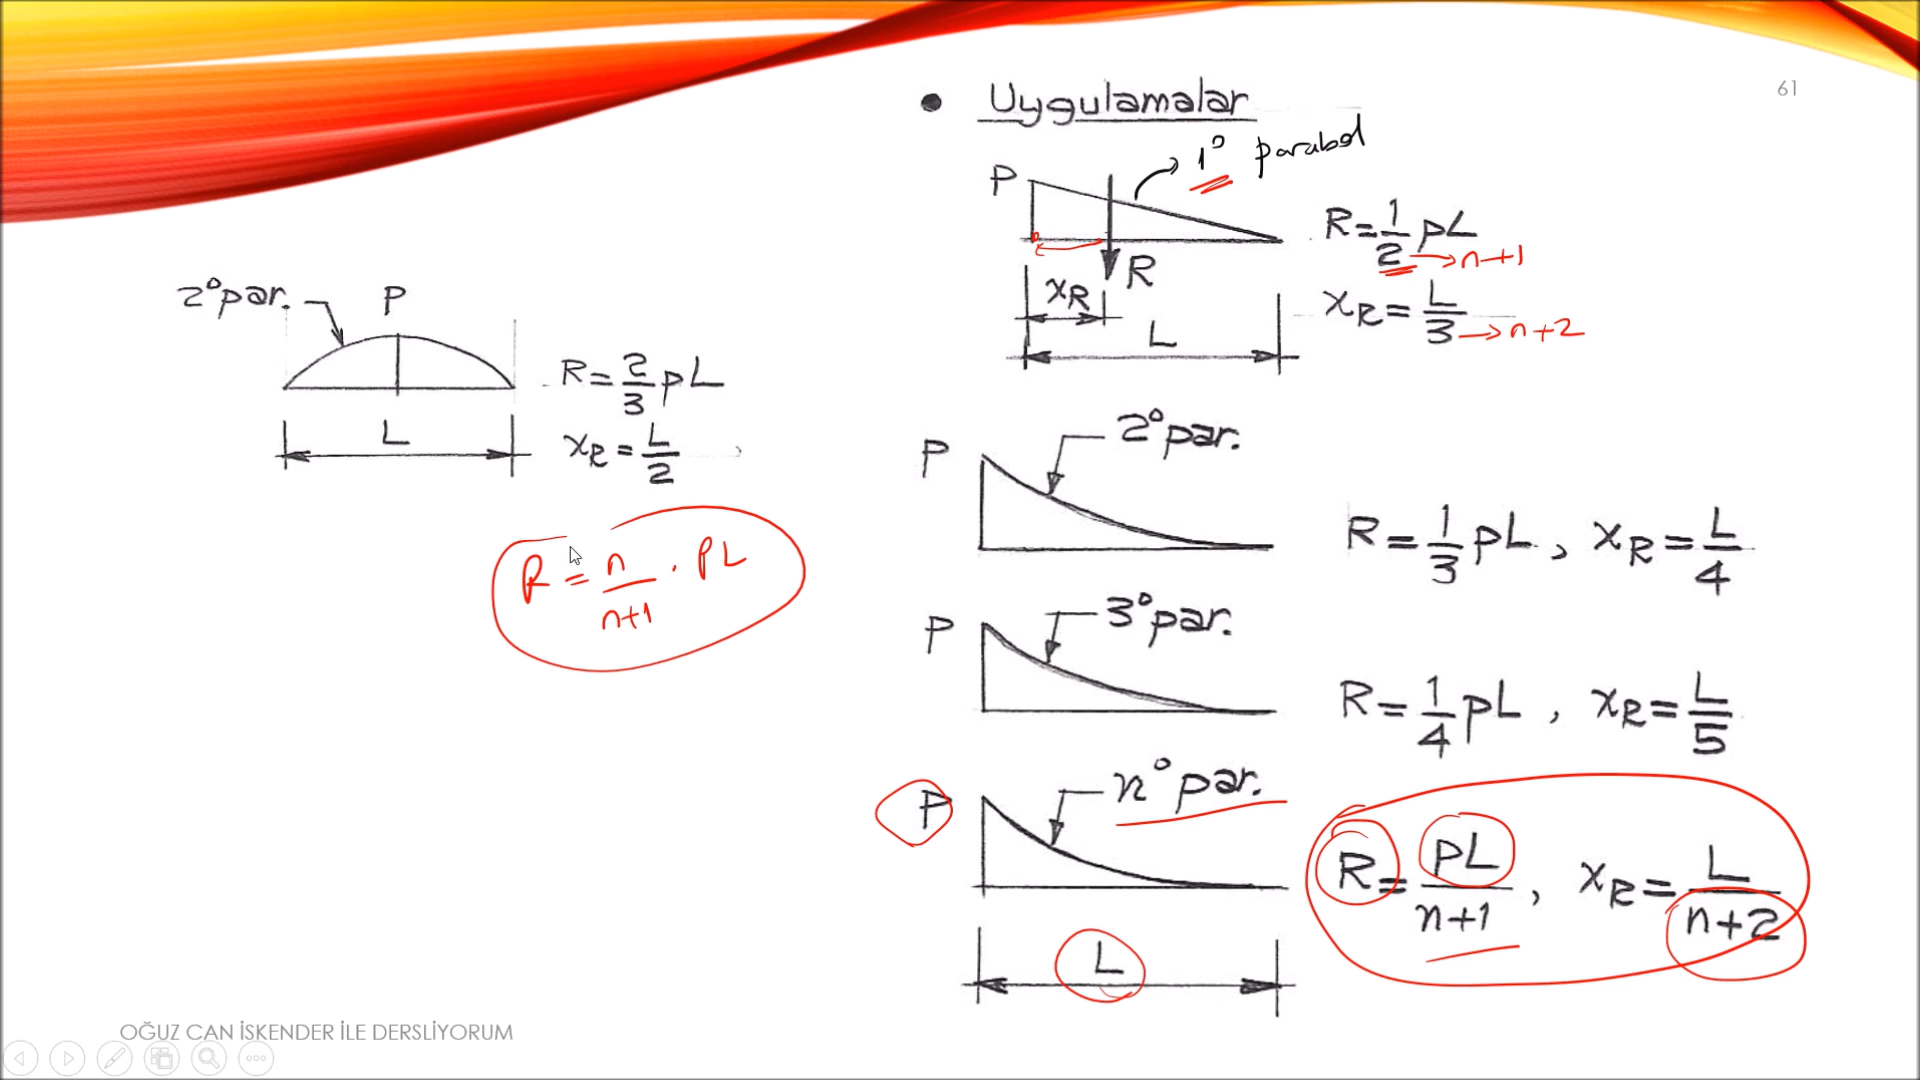 61
• Uygulamalar
1° parabol
P
R = 1/2 pL
→ n+1
R
xR
xR = L/3 → n+2
L
2° par.
P
R = 2/3 pL
L
xR = L/2
R = n/n+1 . PL
2° par.
P
R = 1/3 pL , xR = L/4
3° par.
P
R = 1/4 pL , xR = L/5
n° par.
P
R = pL/n+1 , xR = L/n+2
L
OĞUZ CAN İSKENDER İLE DERSLİYORUM